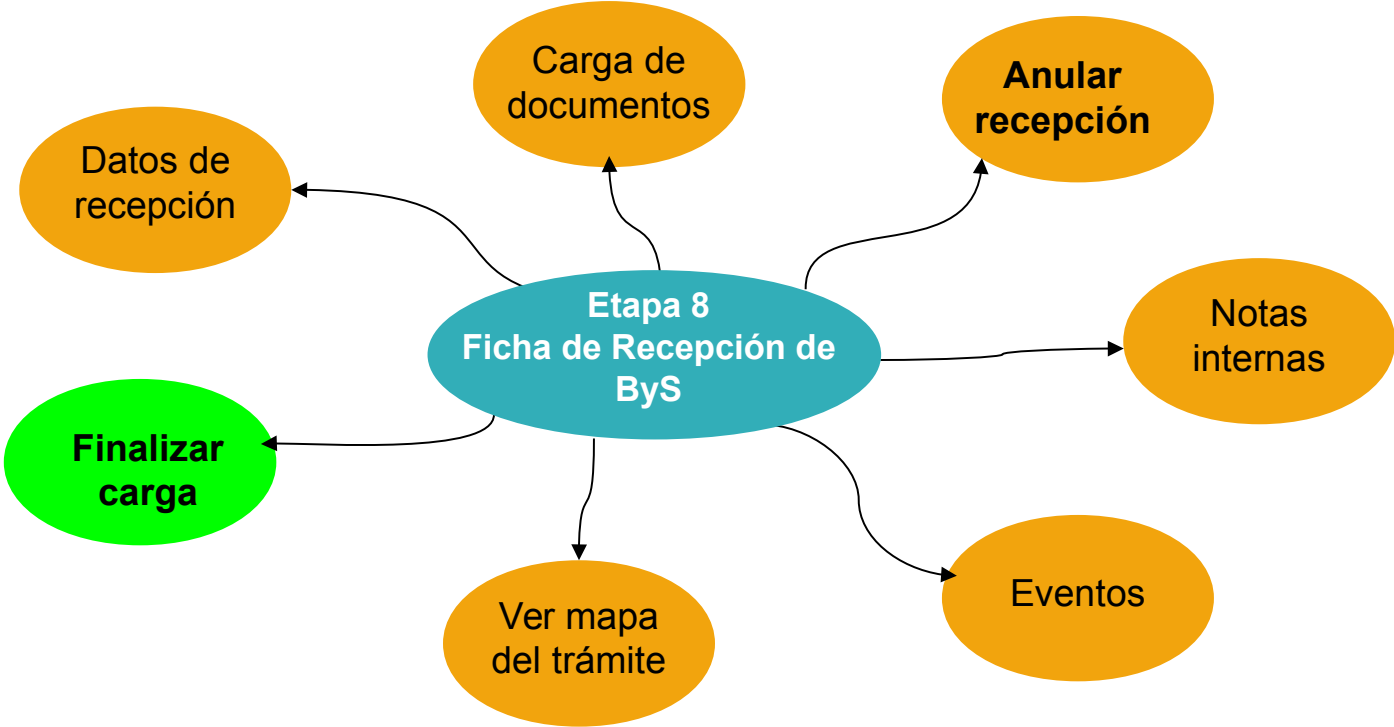 Carga de
documentos
Anular
recepción
Datos de
recepción
Etapa 8
Ficha de Recepción de
ByS
Notas
internas
Finalizar
carga
Eventos
Ver mapa
del trámite